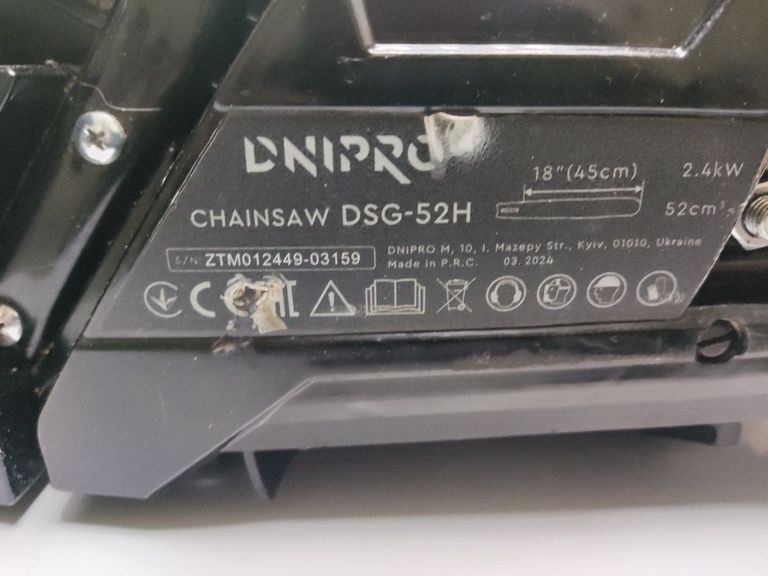 DNIPRO
18"(45cm) 2.4kW
CHAINSAW DSG-52H
52cm³
S/N: ZTM012449-03159
DNIPRO M, 10, I. Mazepy Str., Kyiv, 01010, Ukraine
Made in P.R.C. 03.2024